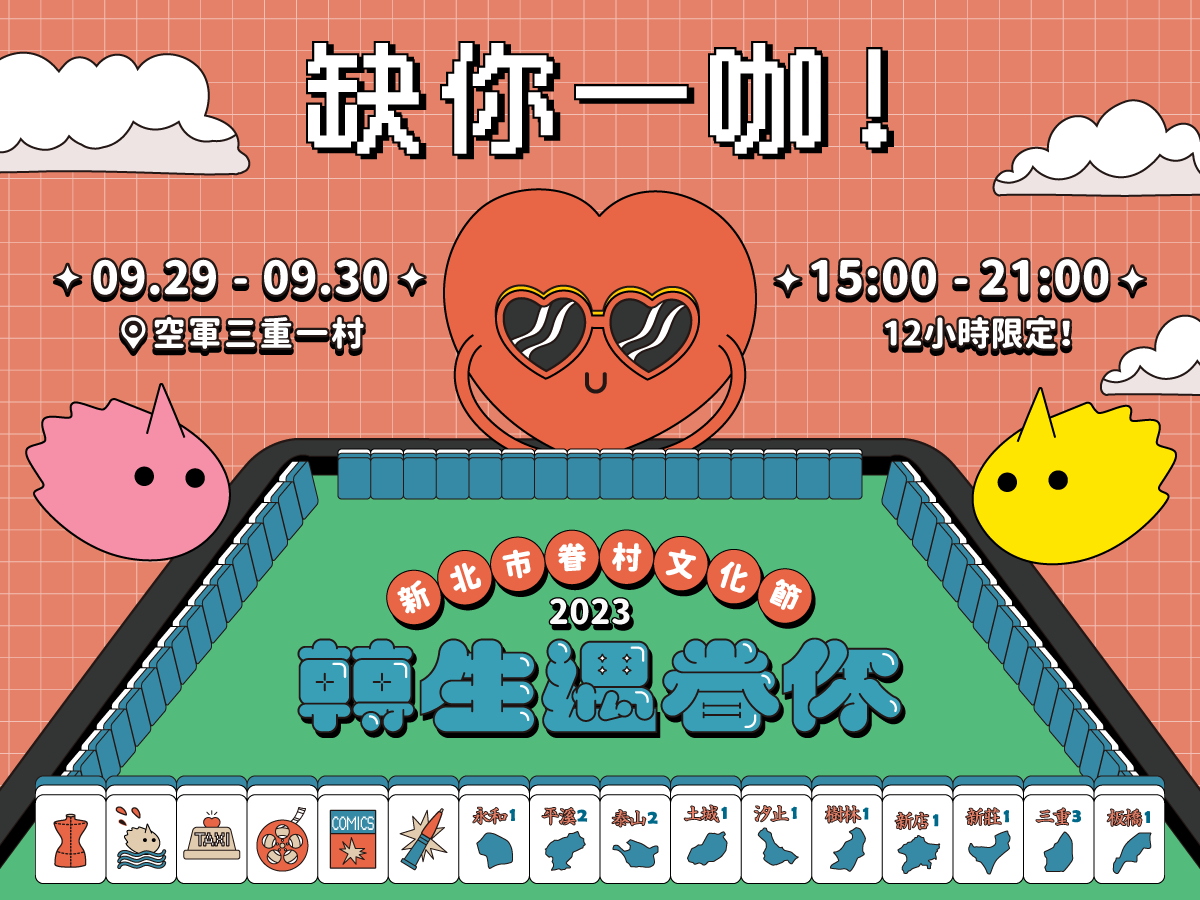 缺你一咖!
09.29 - 09.30
空軍三重一村
15:00 - 21:00
12小時限定!
新北市眷村文化節
2023
轉生遇眷你
TAXI
COMICS
永和1
平溪2
泰山2
土城1
汐止1
樹林1
新店1
新莊1
三重3
板橋1